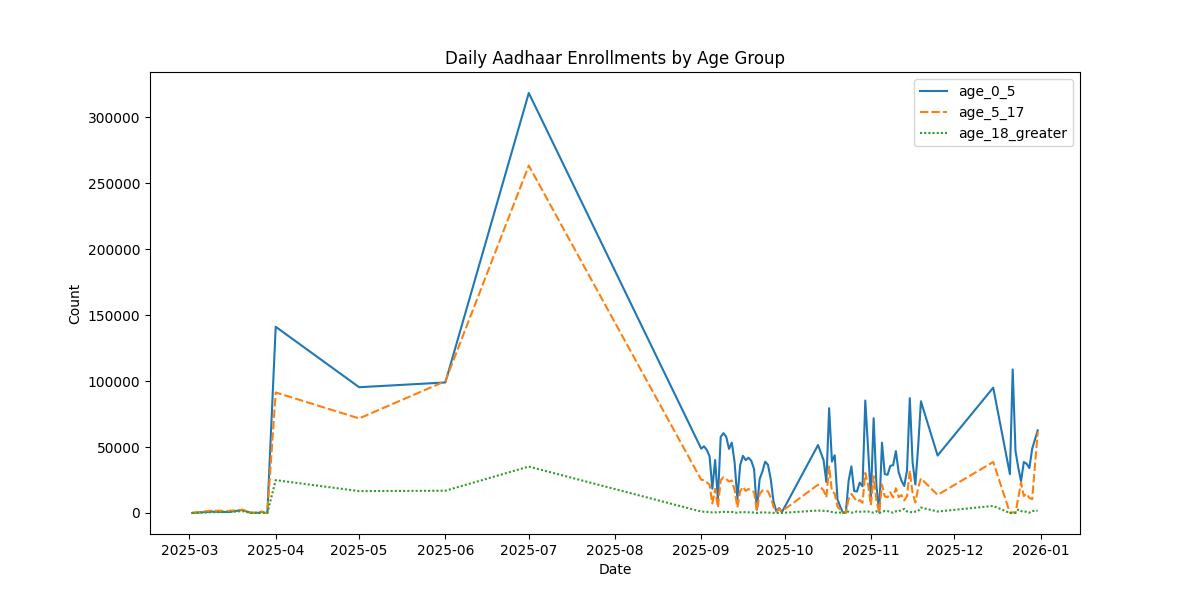 Daily Aadhaar Enrollments by Age Group
age_0_5
age_5_17
age_18_greater
300000
250000
200000
150000
100000
50000
0
Count
2025-03 2025-04 2025-05 2025-06 2025-07 2025-08 2025-09 2025-10 2025-11 2025-12 2026-01
Date